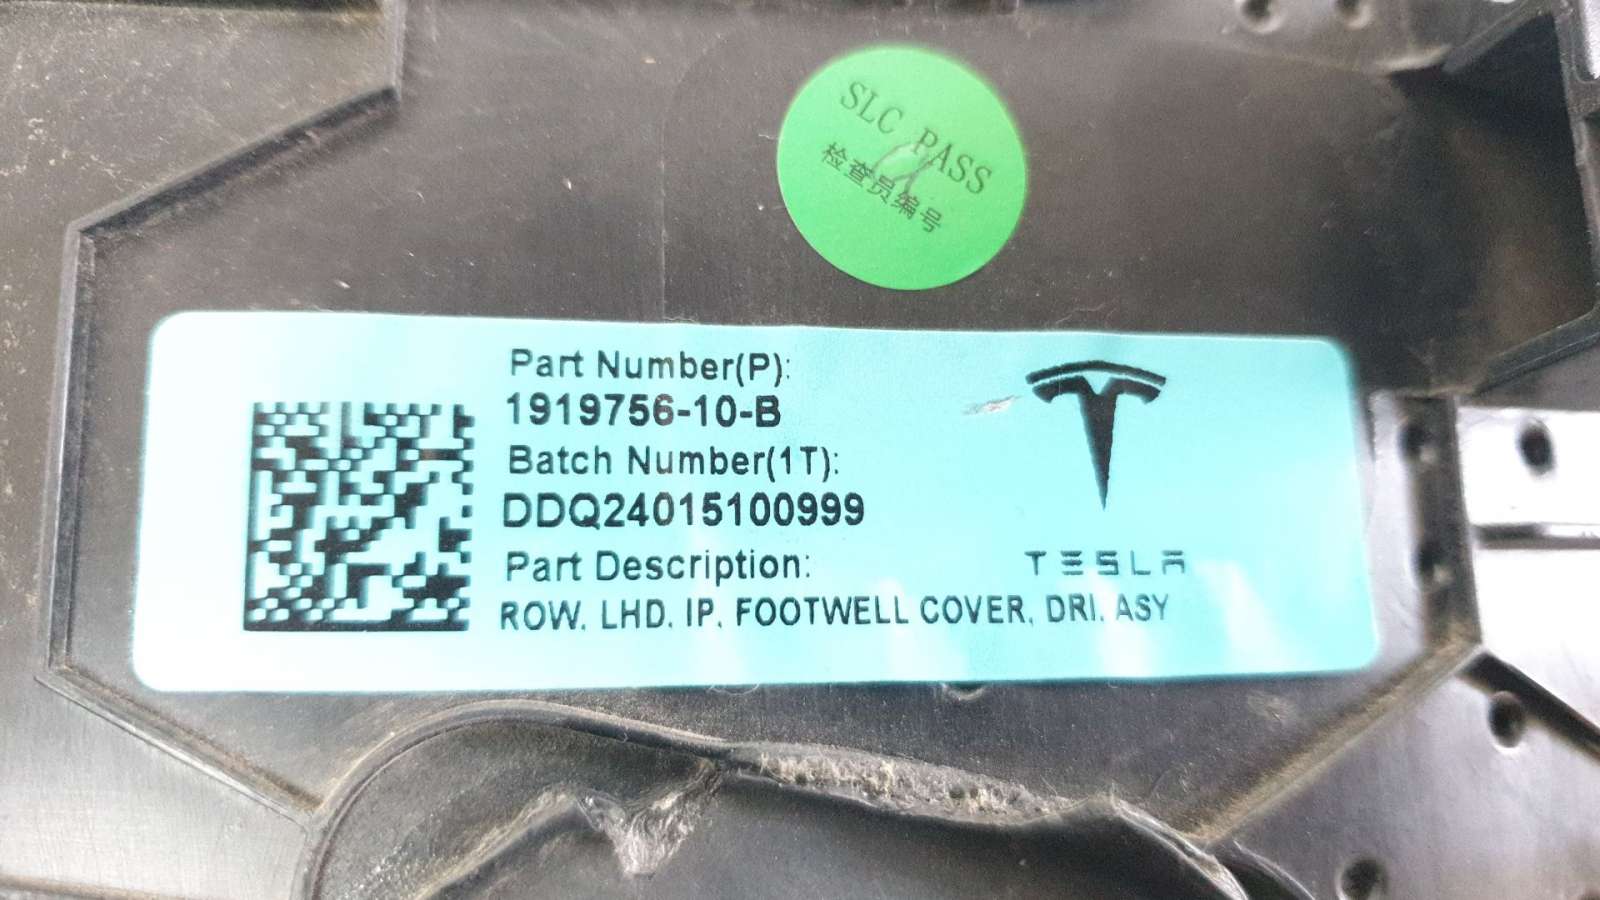 SLC PASS
检查员编号
Part Number(P):
1919756-10-B
Batch Number(1T):
DDQ24015100999
Part Description:
TESLA
ROW. LHD. IP. FOOTWELL COVER, DRI. ASY